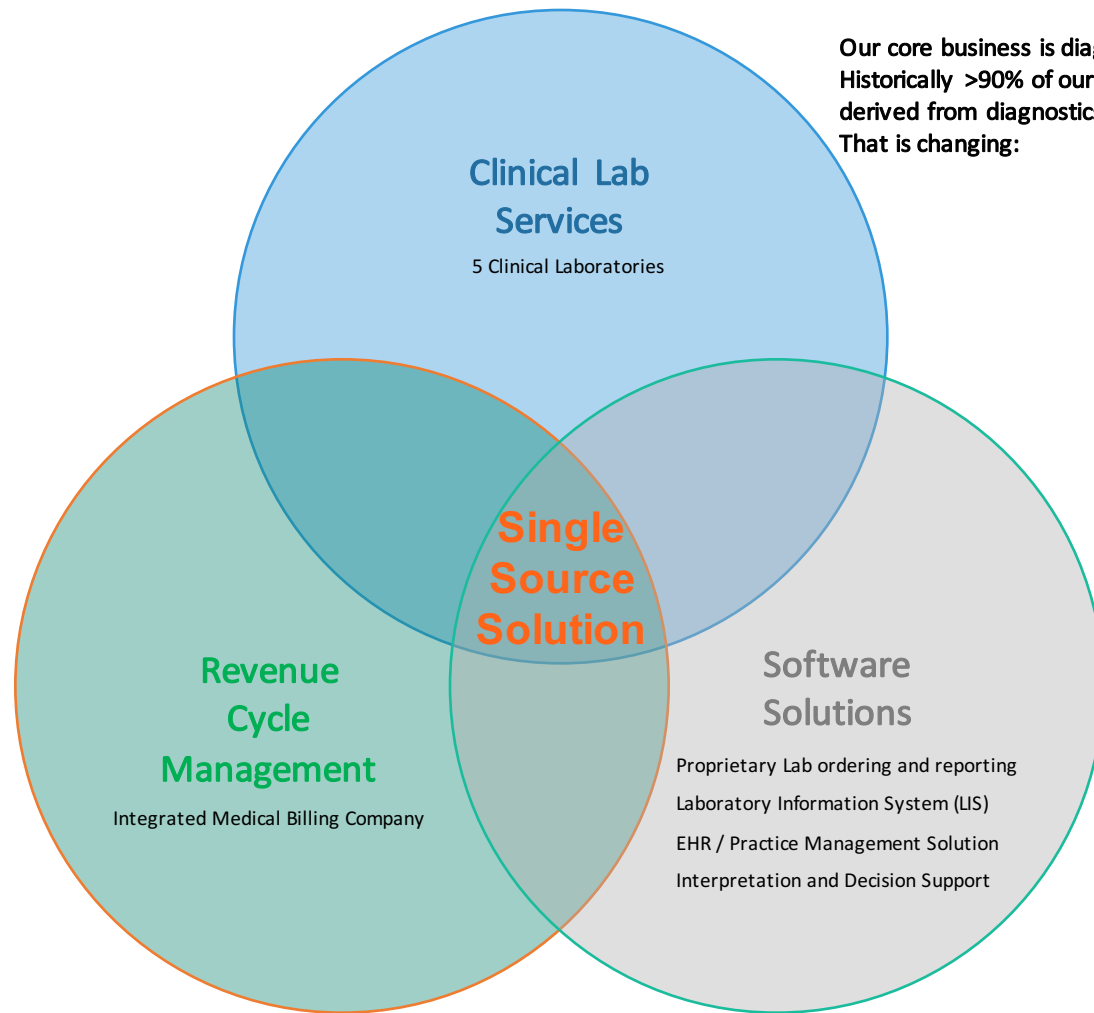 Our core business is diag
Historically >90% of our
derived from diagnostics
That is changing:
Clinical Lab
Services
5 Clinical Laboratories
Single
Source
Solution
Revenue
Cycle
Management
Integrated Medical Billing Company
Software
Solutions
Proprietary Lab ordering and reporting
Laboratory Information System (LIS)
EHR / Practice Management Solution
Interpretation and Decision Support